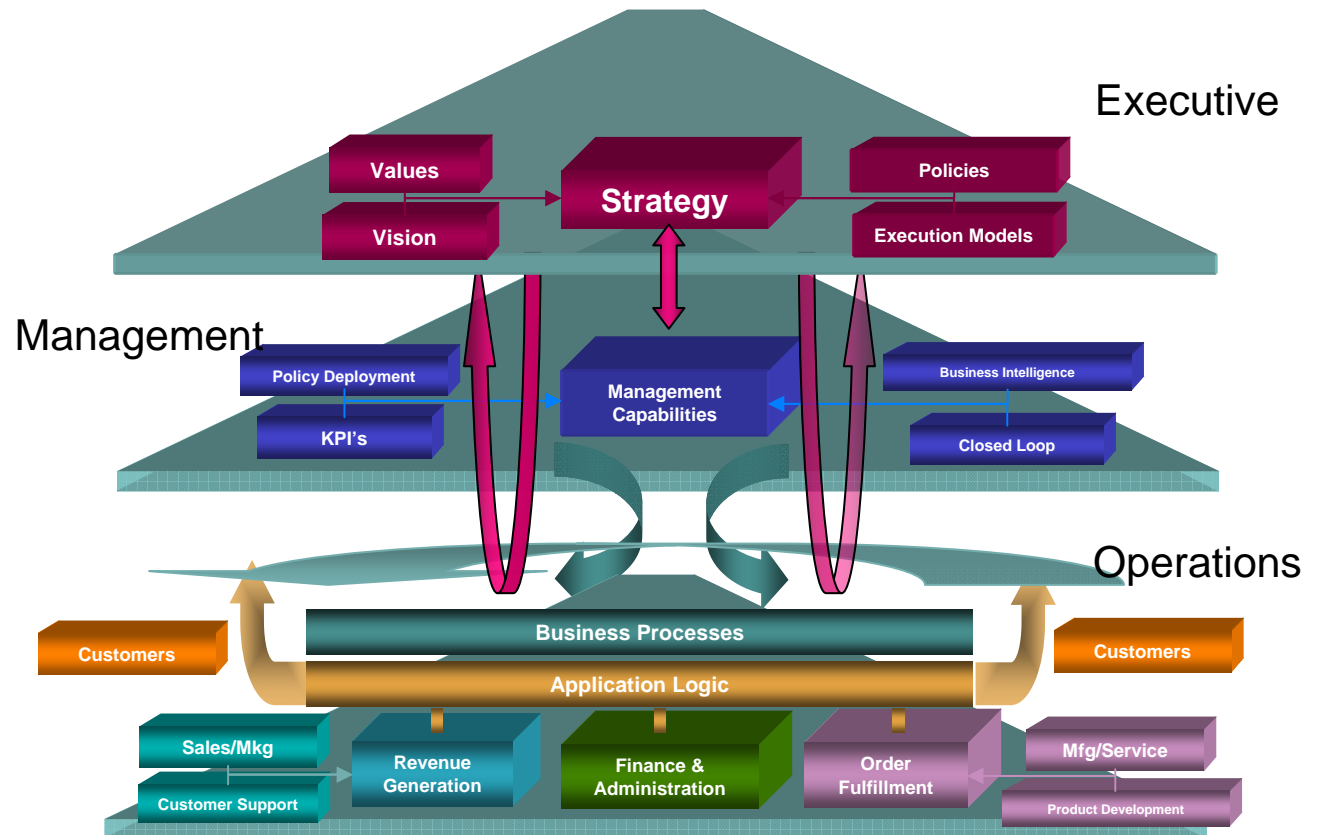 Executive
Values
Vision
Strategy
Policies
Execution Models
Management
Policy Deployment
KPI's
Management
Capabilities
Business Intelligence
Closed Loop
Operations
Business Processes
Customers
Application Logic
Customers
Sales/Mkg
Customer Support
Revenue
Generation
Finance &
Administration
Order
Fulfillment
Mfg/Service
Product Development